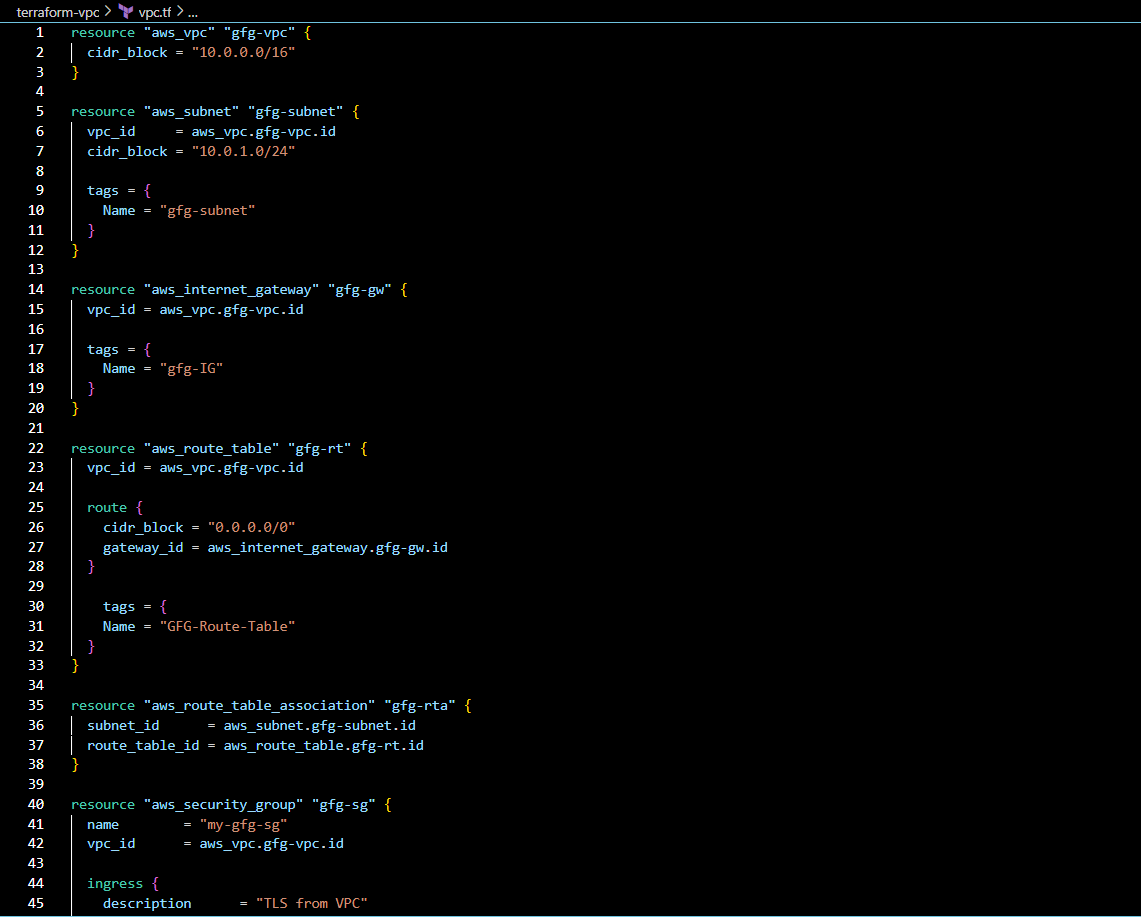 terraform-vpc > vpc.tf > ...
1 resource "aws_vpc" "gfg-vpc" {
2   cidr_block = "10.0.0.0/16"
3 }
4
5 resource "aws_subnet" "gfg-subnet" {
6   vpc_id     = aws_vpc.gfg-vpc.id
7   cidr_block = "10.0.1.0/24"
8
9   tags = {
10     Name = "gfg-subnet"
11   }
12 }
13
14 resource "aws_internet_gateway" "gfg-gw" {
15   vpc_id = aws_vpc.gfg-vpc.id
16
17   tags = {
18     Name = "gfg-IG"
19   }
20 }
21
22 resource "aws_route_table" "gfg-rt" {
23   vpc_id = aws_vpc.gfg-vpc.id
24
25   route {
26     cidr_block = "0.0.0.0/0"
27     gateway_id = aws_internet_gateway.gfg-gw.id
28   }
29
30     tags = {
31     Name = "GFG-Route-Table"
32   }
33 }
34
35 resource "aws_route_table_association" "gfg-rta" {
36   subnet_id      = aws_subnet.gfg-subnet.id
37   route_table_id = aws_route_table.gfg-rt.id
38 }
39
40 resource "aws_security_group" "gfg-sg" {
41   name        = "my-gfg-sg"
42   vpc_id      = aws_vpc.gfg-vpc.id
43
44   ingress {
45     description      = "TLS from VPC"